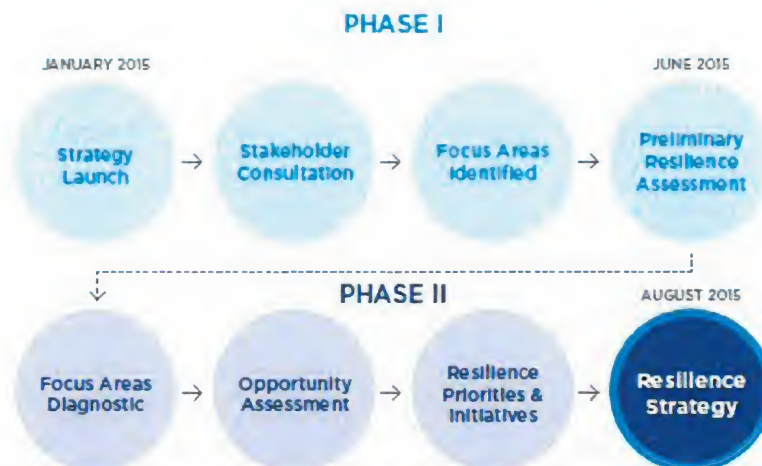 PHASE I
JANUARY 2015
JUNE 2015
Strategy
Launch
Stakeholder
Consultation
Focus Areas
Identified
Preliminary
Resilience
Assessment
PHASE II
AUGUST 2015
Focus Areas
Diagnostic
Opportunity
Assessment
Resilience
Priorities &
Initiatives
Resilience
Strategy